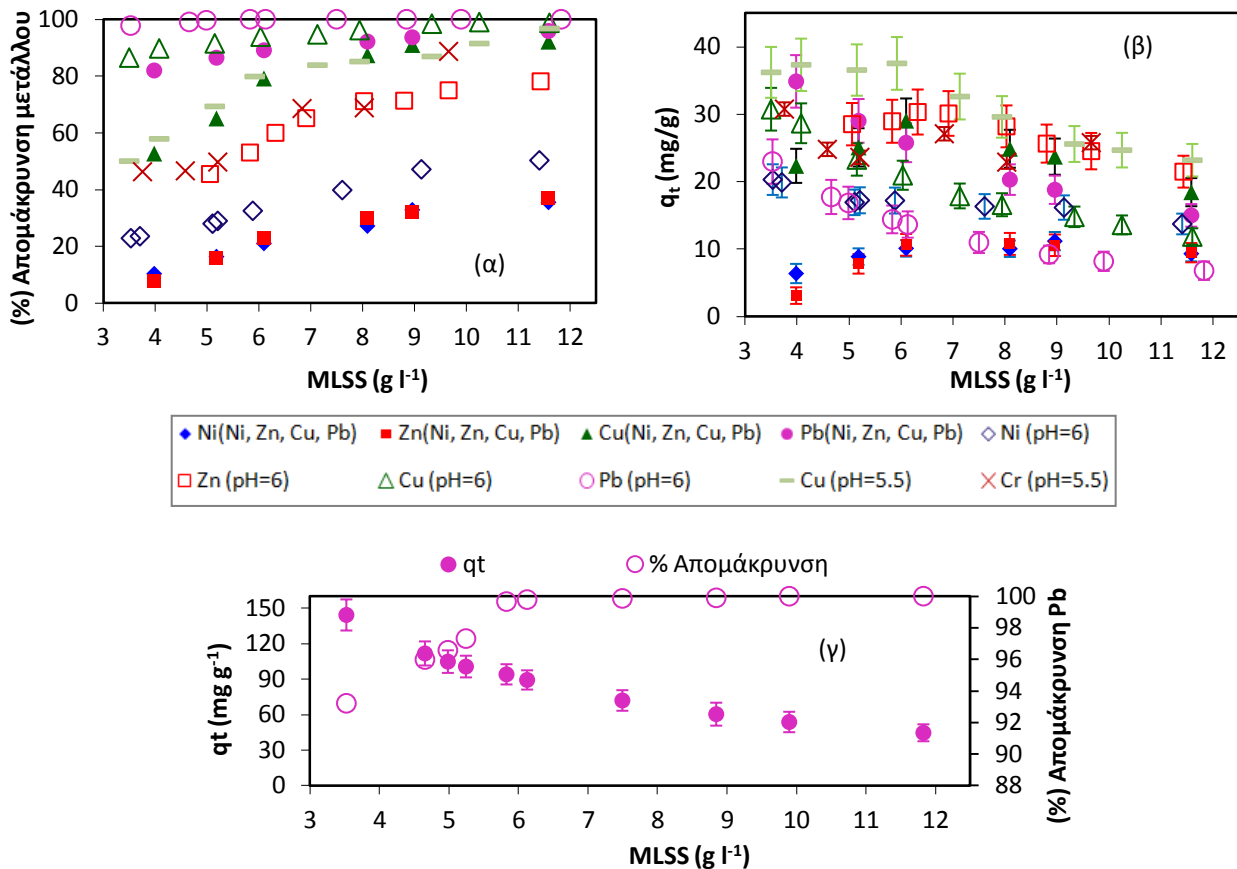 (%) Απομάκρυνση μετάλλου
100
80
60
40
20
0
3 4 5 6 7 8 9 10 11 12
MLSS (g l⁻¹)
(α)
qt (mg/g)
40
30
20
10
0
3 4 5 6 7 8 9 10 11 12
MLSS (g l⁻¹)
(β)
Ni(Ni, Zn, Cu, Pb) Zn(Ni, Zn, Cu, Pb) Cu(Ni, Zn, Cu, Pb) Pb(Ni, Zn, Cu, Pb) Ni (pH=6)
Zn (pH=6) Cu (pH=6) Pb (pH=6) Cu (pH=5.5) Cr (pH=5.5)
qt % Απομάκρυνση
qt (mg g⁻¹)
150
120
90
60
30
0
(γ)
100
98
96
94
92
90
88
(%) Απομάκρυνση Pb
3 4 5 6 7 8 9 10 11 12
MLSS (g l⁻¹)